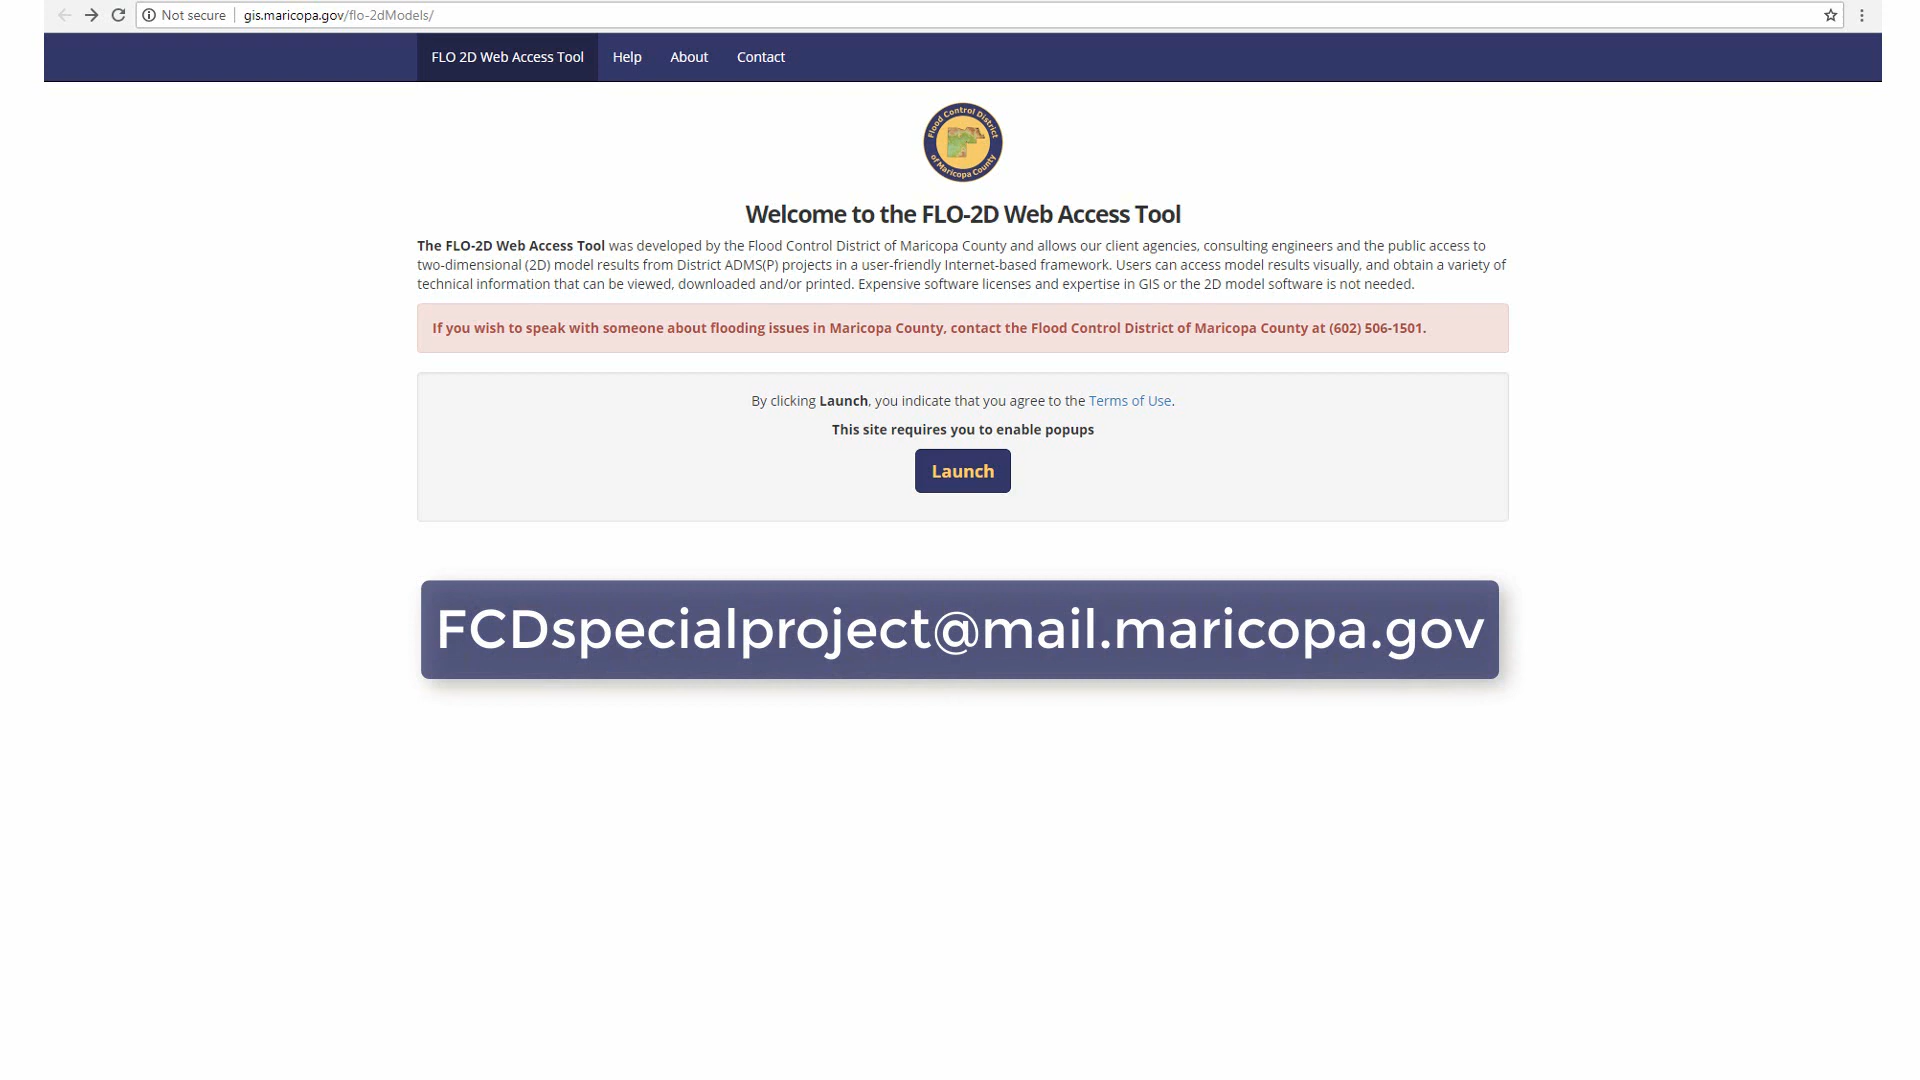 Not secure | gis.maricopa.gov/flo-2dModels/
FLO 2D Web Access Tool Help About Contact
Flood Control District
of Maricopa County
Welcome to the FLO-2D Web Access Tool
The FLO-2D Web Access Tool was developed by the Flood Control District of Maricopa County and allows our client agencies, consulting engineers and the public access to
two-dimensional (2D) model results from District ADMS(P) projects in a user-friendly Internet-based framework. Users can access model results visually, and obtain a variety of
technical information that can be viewed, downloaded and/or printed. Expensive software licenses and expertise in GIS or the 2D model software is not needed.
If you wish to speak with someone about flooding issues in Maricopa County, contact the Flood Control District of Maricopa County at (602) 506-1501.
By clicking Launch, you indicate that you agree to the Terms of Use.
This site requires you to enable popups
Launch
FCDspecialproject@mail.maricopa.gov